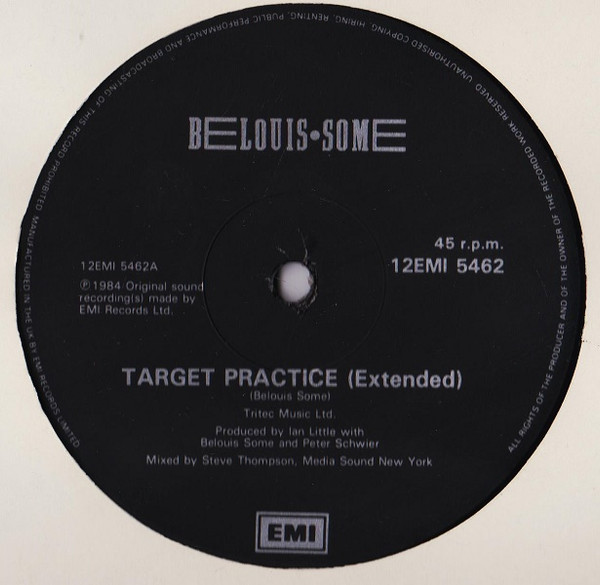 BELOUIS•SOME
45 r.p.m.
12EMI 5462
12EMI 5462A
Ⓟ1984 Original sound
recording(s) made by
EMI Records Ltd.
TARGET PRACTICE (Extended)
(Belouis Some)
Tritec Music Ltd.
Produced by Ian Little with
Belouis Some and Peter Schwier
Mixed by Steve Thompson, Media Sound New York
EMI
ALL RIGHTS OF THE PRODUCER AND OF THE OWNER OF THE RECORDED WORK RESERVED. UNAUTHORISED COPYING, HIRING, RENTING, PUBLIC PERFORMANCE AND BROADCASTING OF THIS RECORD PROHIBITED. MANUFACTURED IN THE UK BY EMI RECORDS LIMITED